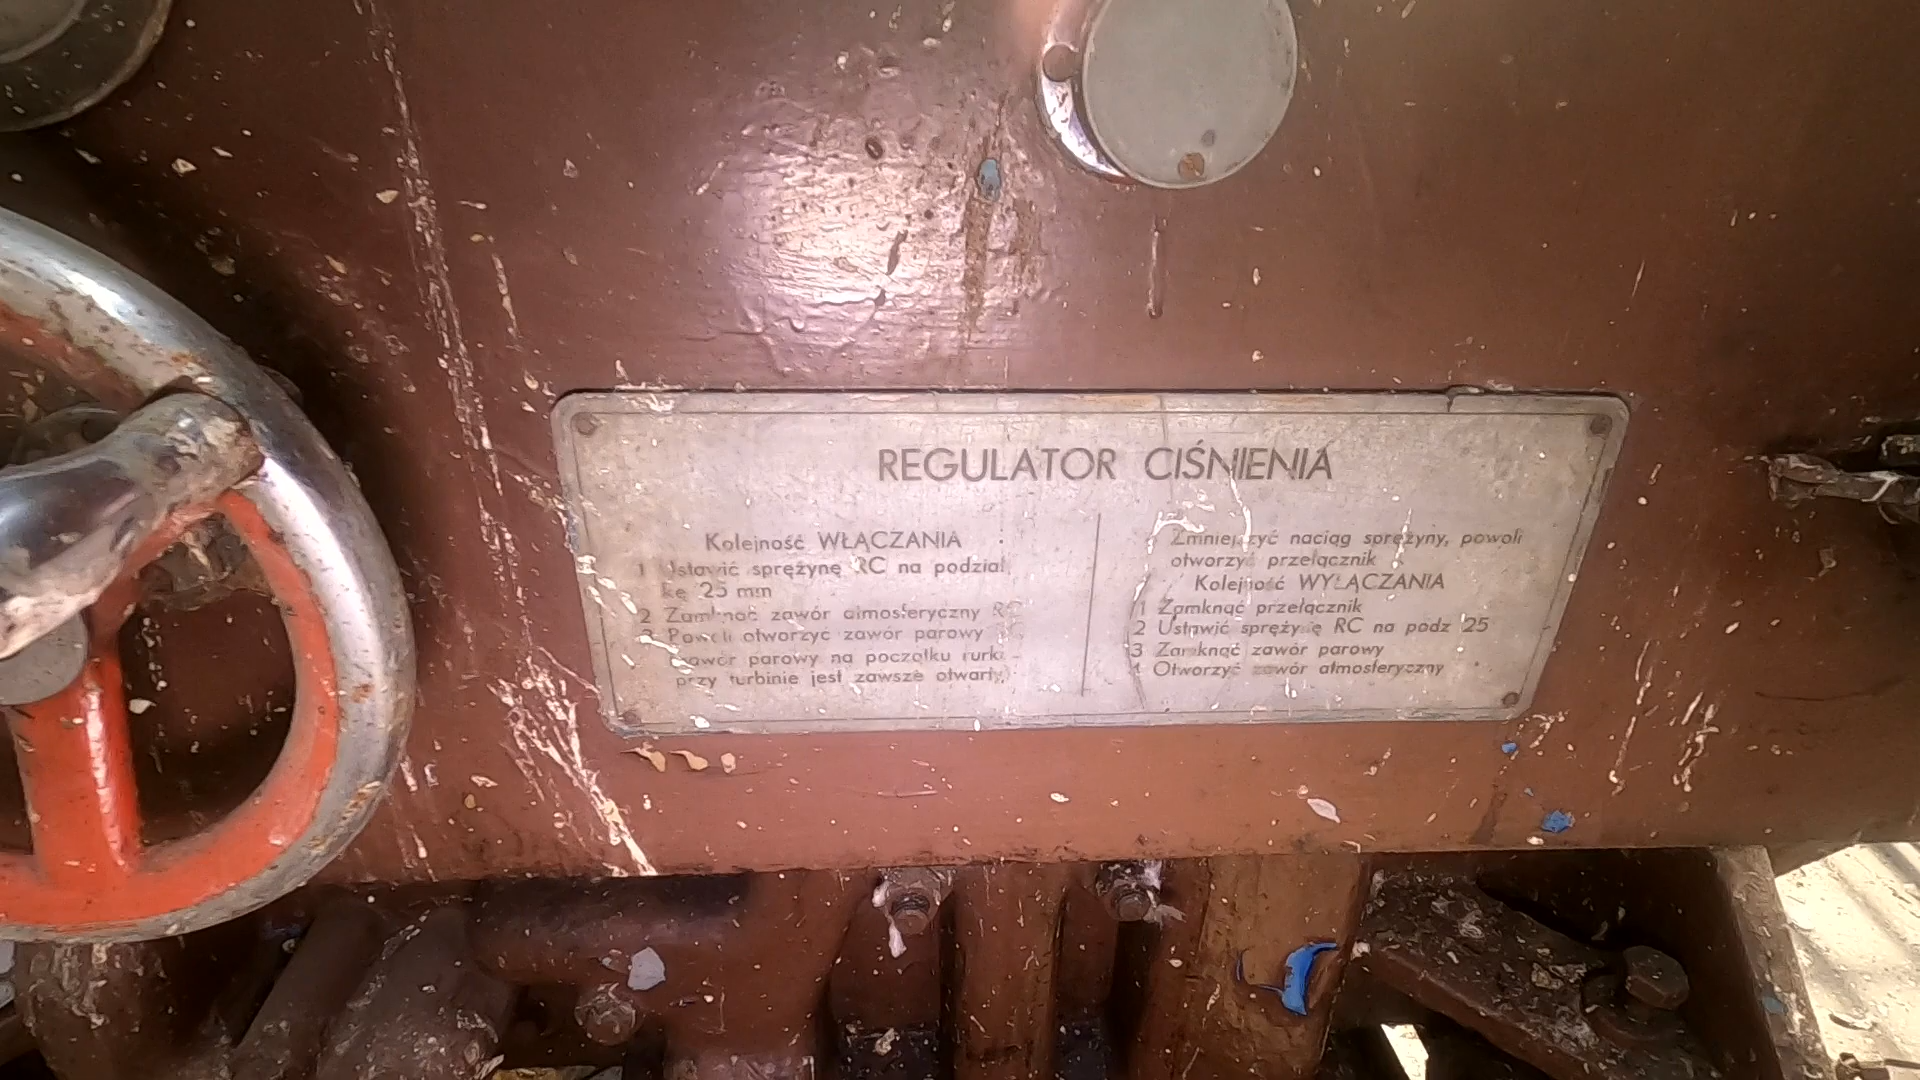 REGULATOR CIŚNIENIA
Kolejność WŁĄCZANIA
1 Ustawić sprężynę RC na podział
kę 25 mm
2 Zamknąć zawór atmosferyczny RC
3 Powoli otworzyć zawór parowy RC
(zawór parowy na początku rurki -
przy turbinie jest zawsze otwarty)
Zmniejszyć naciąg sprężyny, powoli
otworzyć przełącznik
Kolejność WYŁĄCZANIA
1 Zamknąć przełącznik
2 Ustawić sprężynę RC na podz 25
3 Zamknąć zawór parowy
4 Otworzyć zawór atmosferyczny